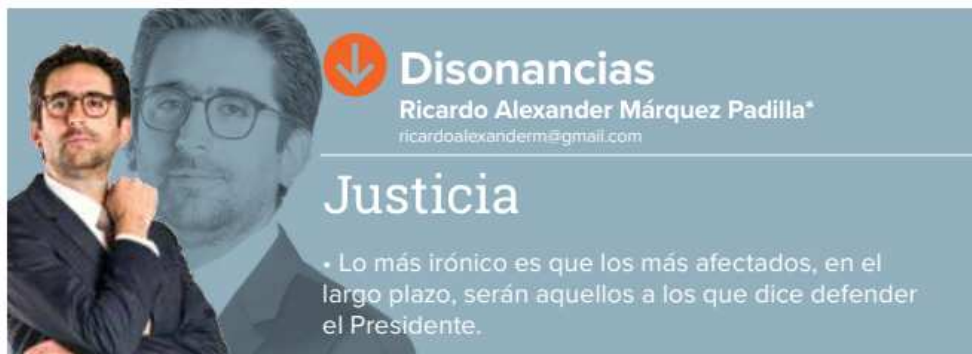 Disonancias
Ricardo Alexander Márquez Padilla*
ricardoalexanderm@gmail.com
Justicia
• Lo más irónico es que los más afectados, en el
largo plazo, serán aquellos a los que dice defender
el Presidente.